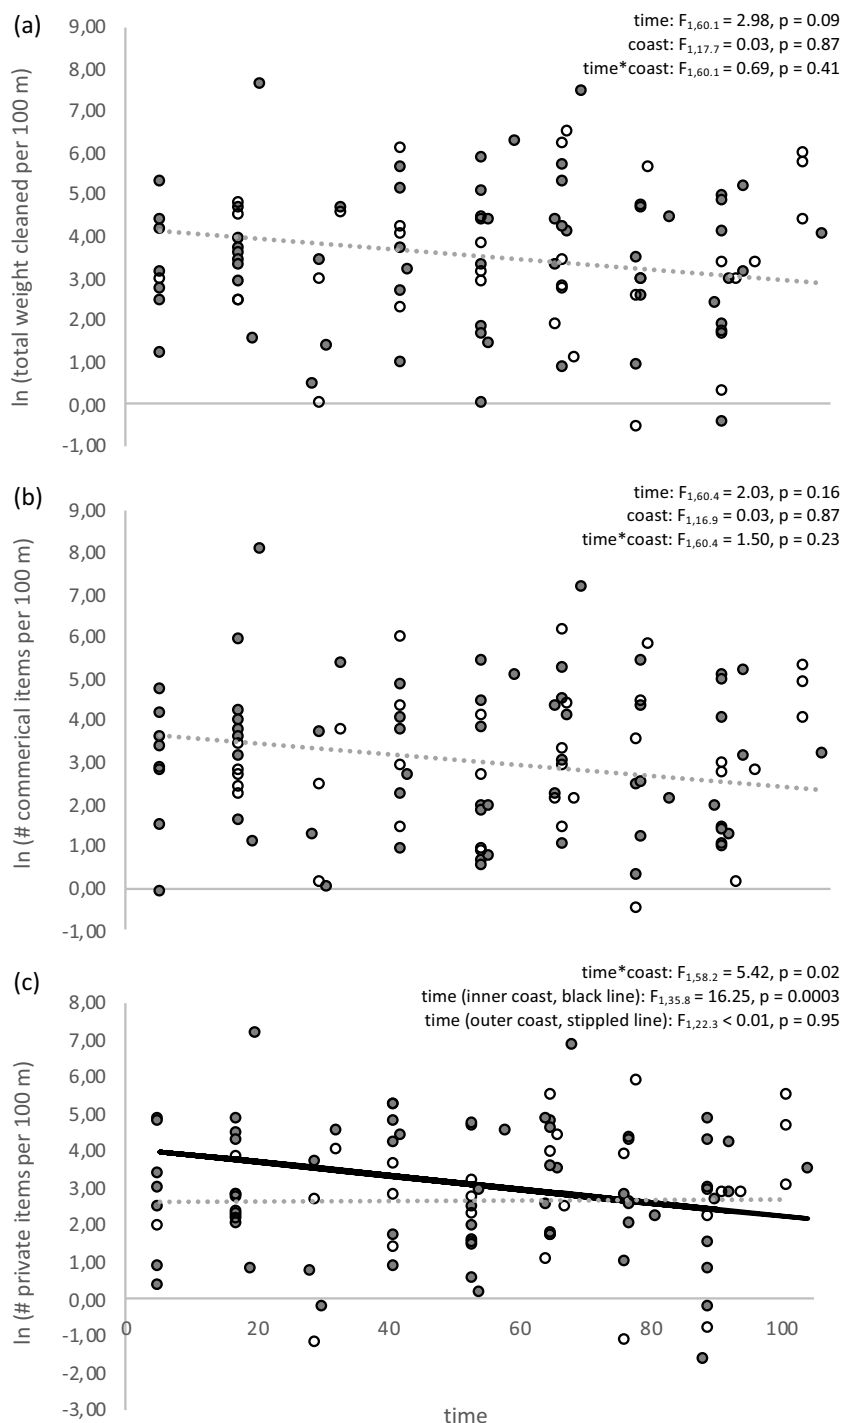 (a)
time: F1,60.1 = 2.98, p = 0.09
coast: F1,17.7 = 0.03, p = 0.87
time*coast: F1,60.1 = 0.69, p = 0.41
ln (total weight cleaned per 100 m)
9,00
8,00
7,00
6,00
5,00
4,00
3,00
2,00
1,00
0,00
-1,00
(b)
time: F1,60.4 = 2.03, p = 0.16
coast: F1,16.9 = 0.03, p = 0.87
time*coast: F1,60.4 = 1.50, p = 0.23
ln (# commerical items per 100 m)
9,00
8,00
7,00
6,00
5,00
4,00
3,00
2,00
1,00
0,00
-1,00
(c)
time*coast: F1,58.2 = 5.42, p = 0.02
time (inner coast, black line): F1,35.8 = 16.25, p = 0.0003
time (outer coast, stippled line): F1,22.3 < 0.01, p = 0.95
ln (# private items per 100 m)
8,00
7,00
6,00
5,00
4,00
3,00
2,00
1,00
0,00
-1,00
-2,00
-3,00
0 20 40 60 80 100
time